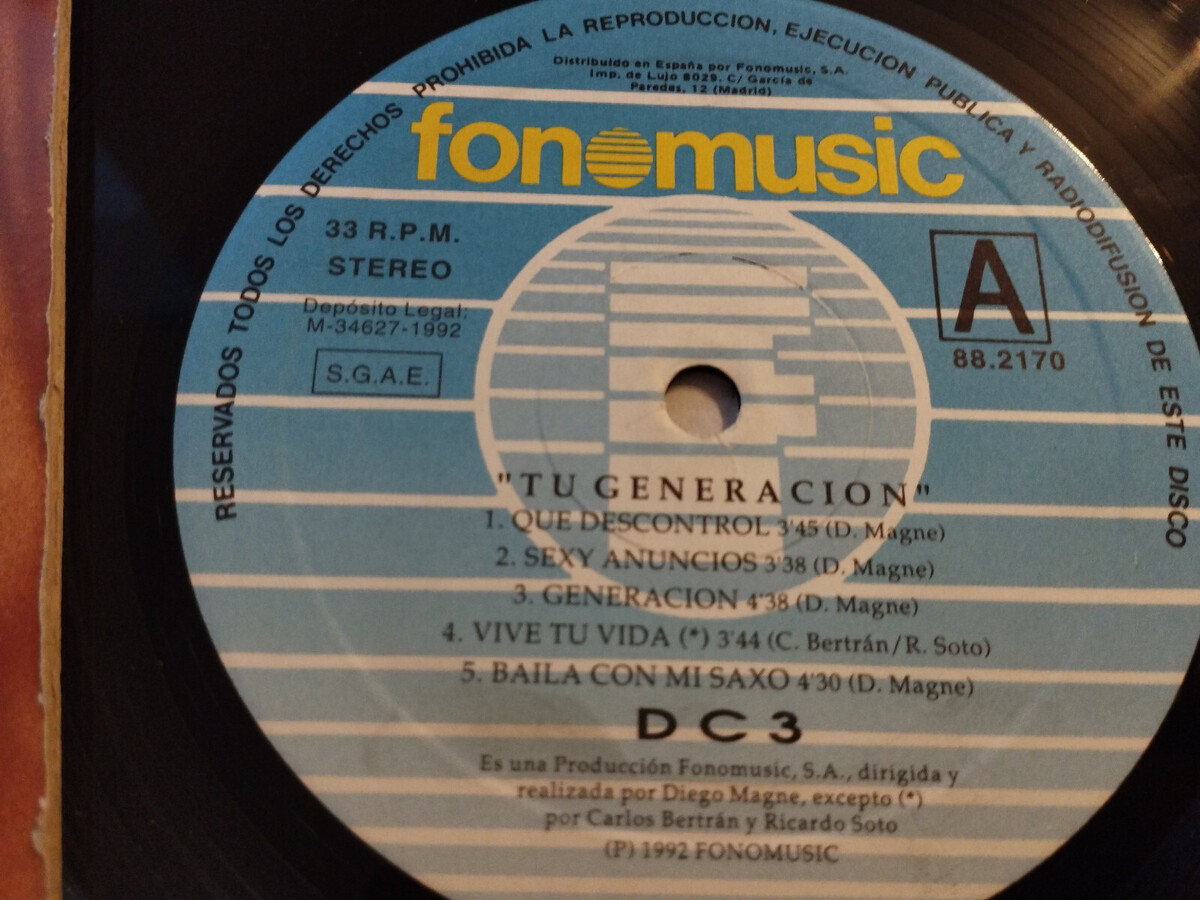 RESERVADOS TODOS LOS DERECHOS PROHIBIDA LA REPRODUCCION, EJECUCION PUBLICA Y RADIODIFUSION DE ESTE DISCO
Distribuido en España por Fonomusic, S.A.
Imp. de Lujo 8029. C/ García de
Paredes, 12 (Madrid)
fonomusic
33 R.P.M.
STEREO
Depósito Legal:
M-34627-1992
S.G.A.E.
A
88.2170
"TU GENERACION"
1. QUE DESCONTROL 3'45 (D. Magne)
2. SEXY ANUNCIOS 3'38 (D. Magne)
3. GENERACION 4'38 (D. Magne)
4. VIVE TU VIDA (*) 3'44 (C. Bertrán/R. Soto)
5. BAILA CON MI SAXO 4'30 (D. Magne)
DC3
Es una Producción Fonomusic, S.A., dirigida y
realizada por Diego Magne, excepto (*)
por Carlos Bertrán y Ricardo Soto
(P) 1992 FONOMUSIC